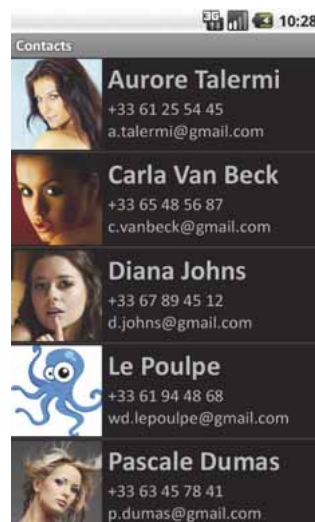 3G 10:28
Contacts
Aurore Talermi
+33 61 25 54 45
a.talermi@gmail.com
Carla Van Beck
+33 65 48 56 87
c.vanbeck@gmail.com
Diana Johns
+33 67 89 45 12
d.johns@gmail.com
Le Poulpe
+33 61 94 48 68
wd.lepoulpe@gmail.com
Pascale Dumas
+33 63 45 78 41
p.dumas@gmail.com